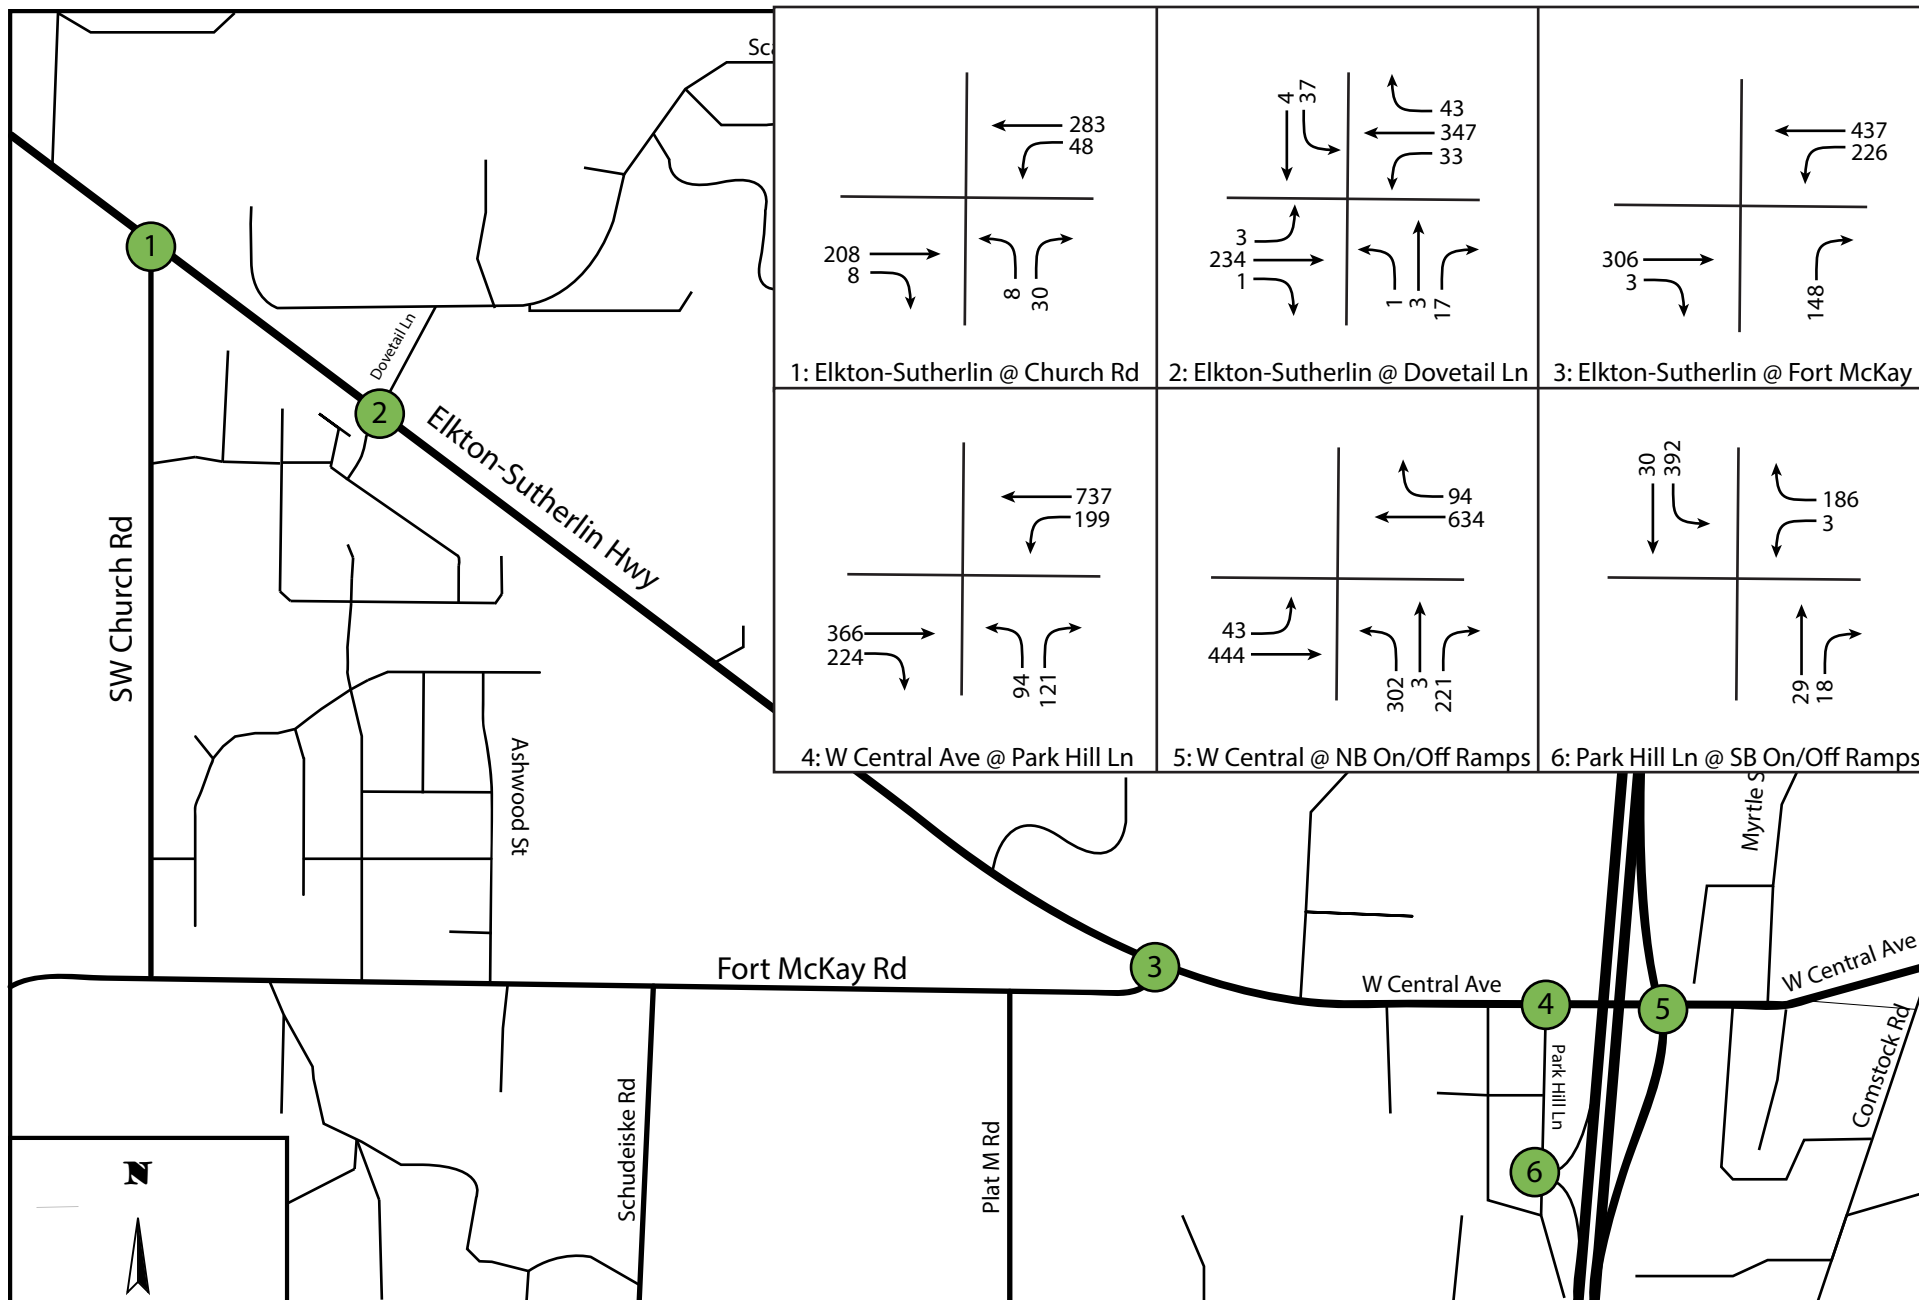 283
48
208
8
8
30
1: Elkton-Sutherlin @ Church Rd
4
37
43
347
33
3
234
1
1
3
17
2: Elkton-Sutherlin @ Dovetail Ln
437
226
306
3
148
3: Elkton-Sutherlin @ Fort McKay
737
199
366
224
94
121
4: W Central Ave @ Park Hill Ln
94
634
43
444
302
3
221
5: W Central @ NB On/Off Ramps
30
392
186
3
29
18
6: Park Hill Ln @ SB On/Off Ramps
1
Dovetail Ln
2
Elkton-Sutherlin Hwy
SW Church Rd
Ashwood St
Fort McKay Rd
3
W Central Ave
4
5
W Central Ave
Park Hill Ln
6
Comstock Rd
Schudeiske Rd
Plat M Rd
N